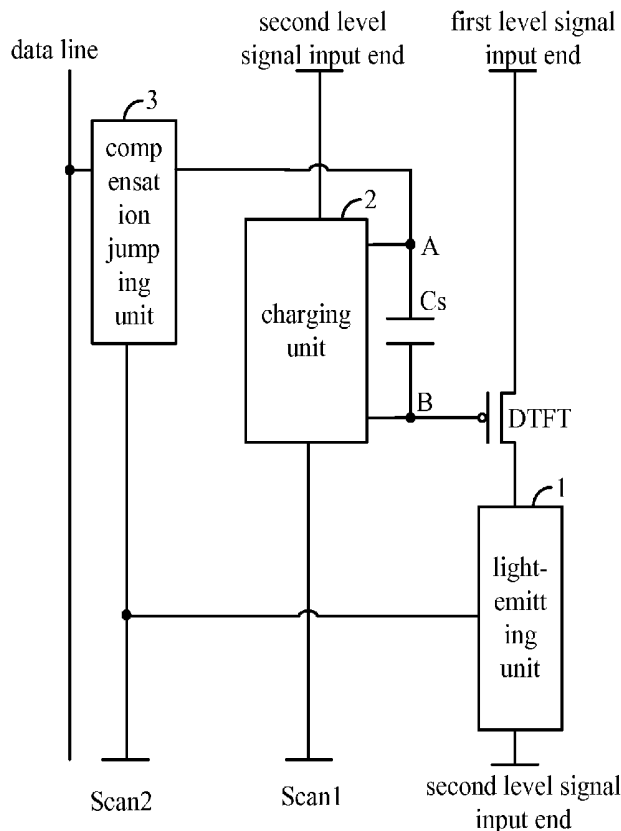 second level
signal input end
first level signal
input end
data line
3
comp
ensat
ion
jump
ing
unit
2
charging
unit
A
Cs
B
DTFT
1
light-
emitt
ing
unit
Scan2
Scan1
second level signal
input end